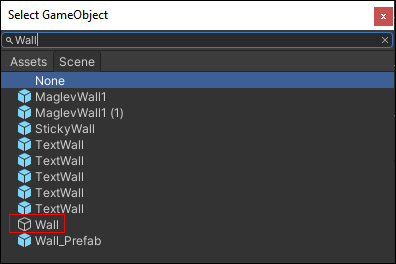 Select GameObject
x
Wall
Assets Scene
None
MaglevWall1
MaglevWall1 (1)
StickyWall
TextWall
TextWall
TextWall
TextWall
TextWall
Wall
Wall_Prefab